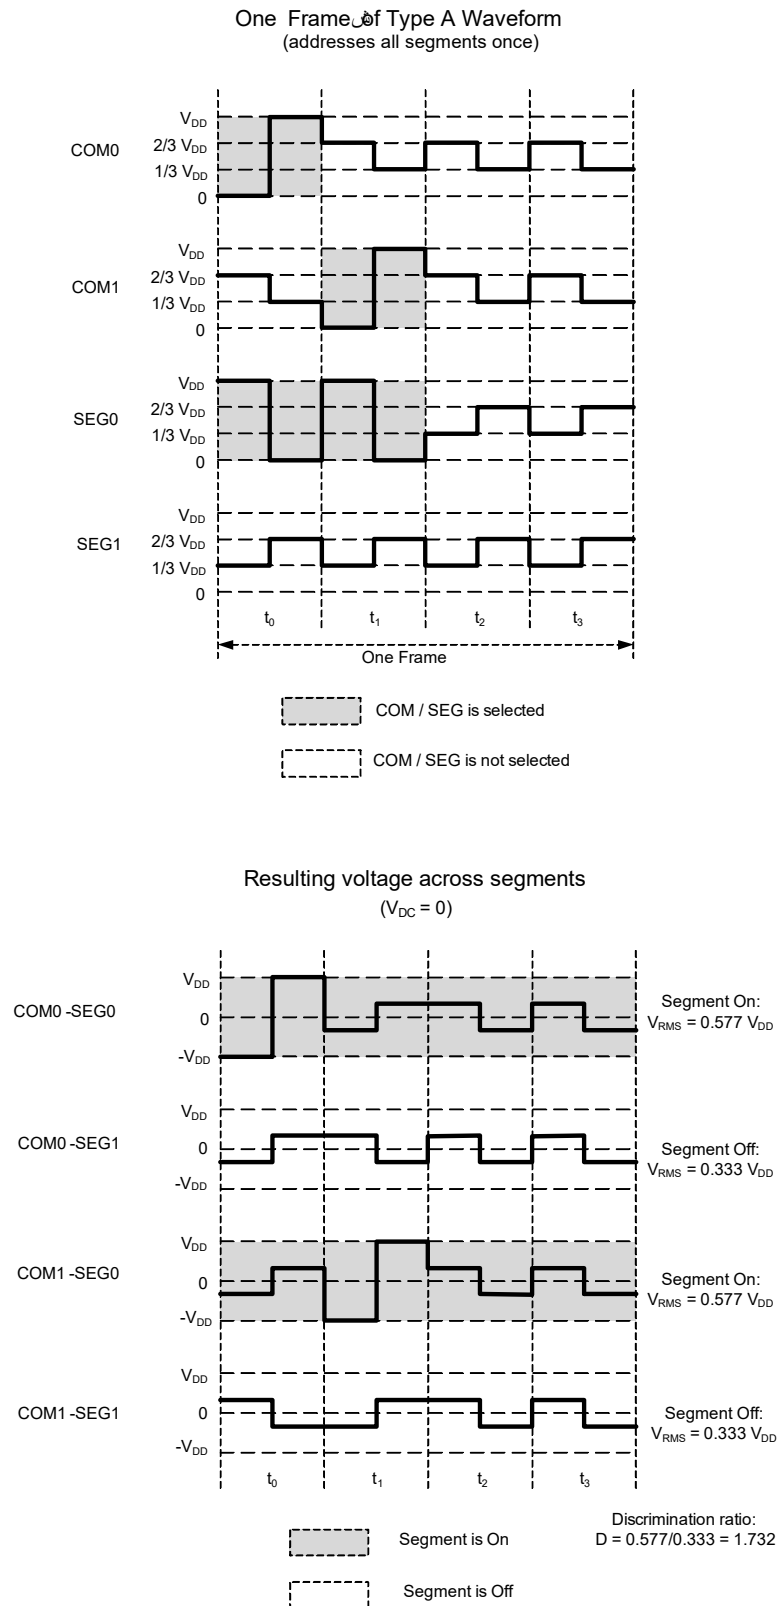 One Frame of Type A Waveform
(addresses all segments once)
COM0
VDD
2/3 VDD
1/3 VDD
0
COM1
VDD
2/3 VDD
1/3 VDD
0
SEG0
VDD
2/3 VDD
1/3 VDD
0
SEG1
VDD
2/3 VDD
1/3 VDD
0
t0 t1 t2 t3
One Frame
COM / SEG is selected
COM / SEG is not selected
Resulting voltage across segments
(VDC = 0)
COM0 -SEG0
VDD
0
-VDD
Segment On:
VRMS = 0.577 VDD
COM0 -SEG1
VDD
0
-VDD
Segment Off:
VRMS = 0.333 VDD
COM1 -SEG0
VDD
0
-VDD
Segment On:
VRMS = 0.577 VDD
COM1 -SEG1
VDD
0
-VDD
Segment Off:
VRMS = 0.333 VDD
t0 t1 t2 t3
Segment is On
Discrimination ratio:
D = 0.577/0.333 = 1.732
Segment is Off